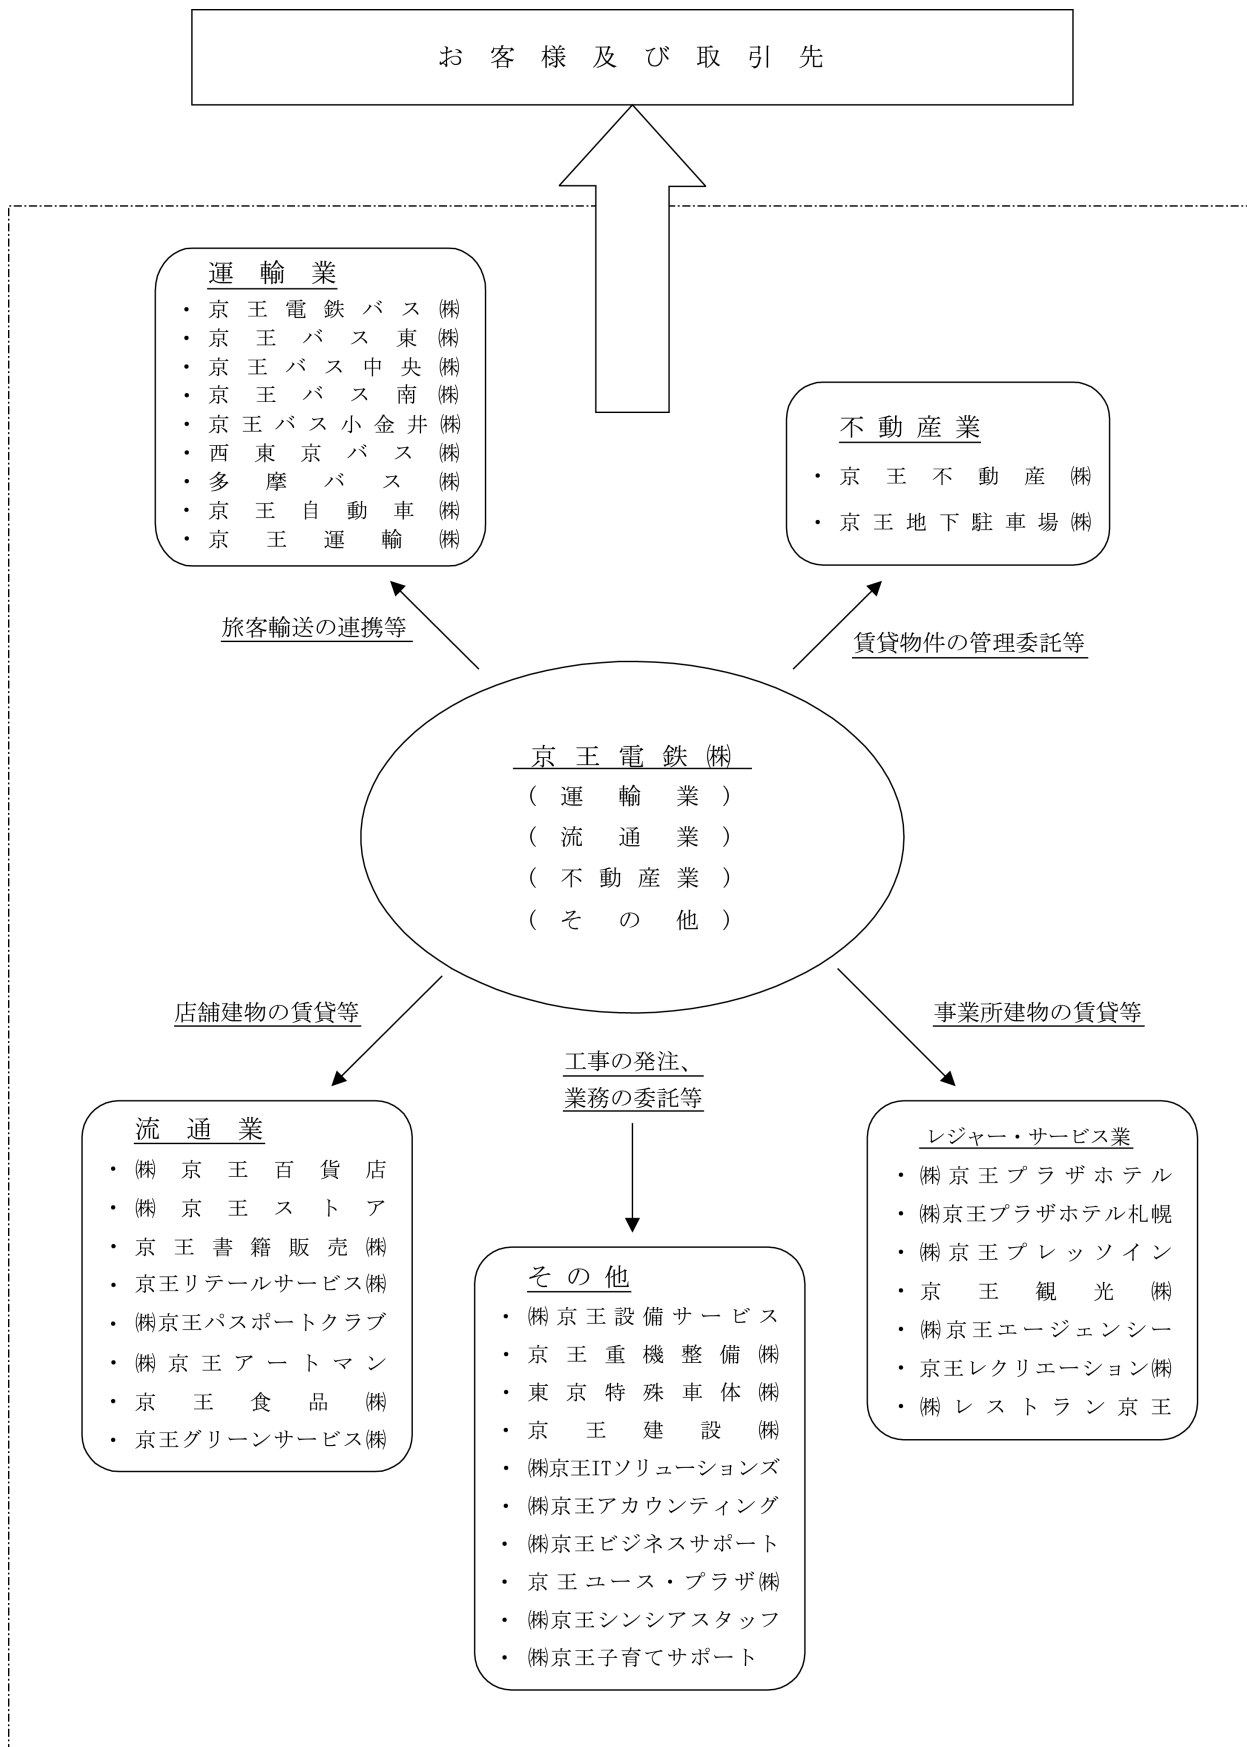 お客様及び取引先
運輸業
・京王電鉄バス㈱
・京王バス東㈱
・京王バス中央㈱
・京王バス南㈱
・京王バス小金井㈱
・西東京バス㈱
・多摩バス㈱
・京王自動車㈱
・京王運輸㈱
不動産業
・京王不動産㈱
・京王地下駐車場㈱
旅客輸送の連携等
賃貸物件の管理委託等
京王電鉄㈱
(運輸業)
(流通業)
(不動産業)
(その他)
店舗建物の賃貸等
工事の発注、
業務の委託等
事業所建物の賃貸等
流通業
・㈱京王百貨店
・㈱京王ストア
・京王書籍販売㈱
・京王リテールサービス㈱
・㈱京王パスポートクラブ
・㈱京王アートマン
・京王食品㈱
・京王グリーンサービス㈱
その他
・㈱京王設備サービス
・京王重機整備㈱
・東京特殊車体㈱
・京王建設㈱
・㈱京王ITソリューションズ
・㈱京王アカウンティング
・㈱京王ビジネスサポート
・京王ユース・プラザ㈱
・㈱京王シンシアスタッフ
・㈱京王子育てサポート
レジャー・サービス業
・㈱京王プラザホテル
・㈱京王プラザホテル札幌
・㈱京王プレッソイン
・京王観光㈱
・㈱京王エージェンシー
・京王レクリエーション㈱
・㈱レストラン京王